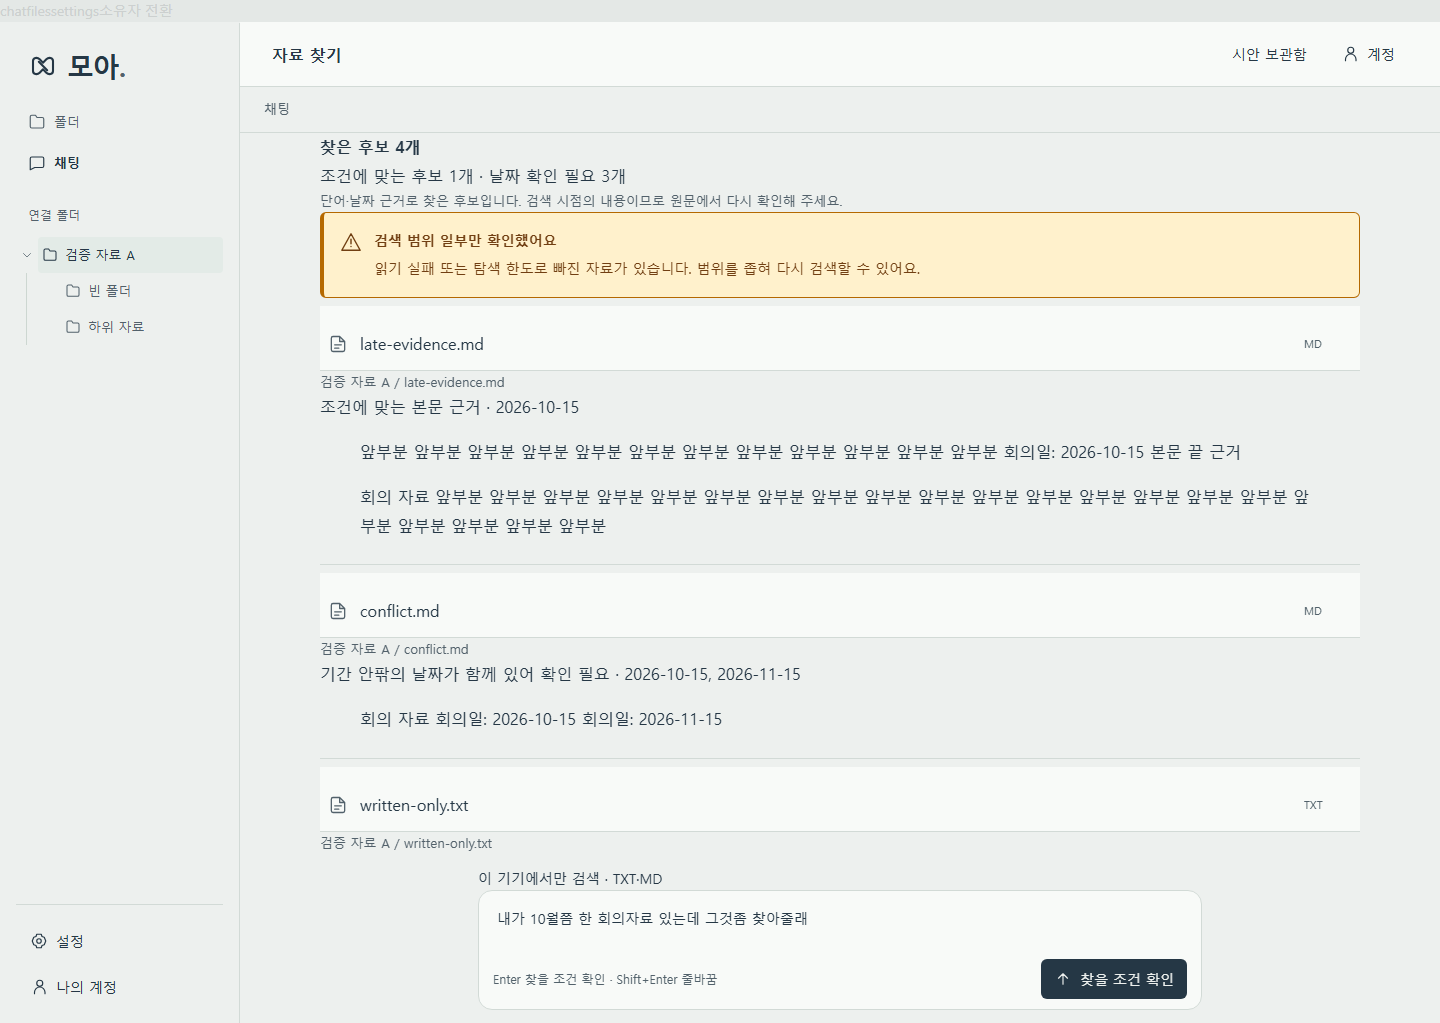 chatfilessettings소유자 전환
모아.
폴더
채팅
연결 폴더
검증 자료 A
빈 폴더
하위 자료
설정
나의 계정
자료 찾기
시안 보관함
계정
채팅
찾은 후보 4개
조건에 맞는 후보 1개 · 날짜 확인 필요 3개
단어·날짜 근거로 찾은 후보입니다. 검색 시점의 내용이므로 원문에서 다시 확인해 주세요.
검색 범위 일부만 확인했어요
읽기 실패 또는 탐색 한도로 빠진 자료가 있습니다. 범위를 좁혀 다시 검색할 수 있어요.
late-evidence.md
MD
검증 자료 A / late-evidence.md
조건에 맞는 본문 근거 · 2026-10-15
앞부분 앞부분 앞부분 앞부분 앞부분 앞부분 앞부분 앞부분 앞부분 앞부분 앞부분 앞부분 회의일: 2026-10-15 본문 끝 근거
회의 자료 앞부분 앞부분 앞부분 앞부분 앞부분 앞부분 앞부분 앞부분 앞부분 앞부분 앞부분 앞부분 앞부분 앞부분 앞부분 앞부분 앞
부분 앞부분 앞부분 앞부분 앞부분
conflict.md
MD
검증 자료 A / conflict.md
기간 안팎의 날짜가 함께 있어 확인 필요 · 2026-10-15, 2026-11-15
회의 자료 회의일: 2026-10-15 회의일: 2026-11-15
written-only.txt
TXT
검증 자료 A / written-only.txt
이 기기에서만 검색 · TXT·MD
내가 10월쯤 한 회의자료 있는데 그것좀 찾아줄래
Enter 찾을 조건 확인 · Shift+Enter 줄바꿈
찾을 조건 확인